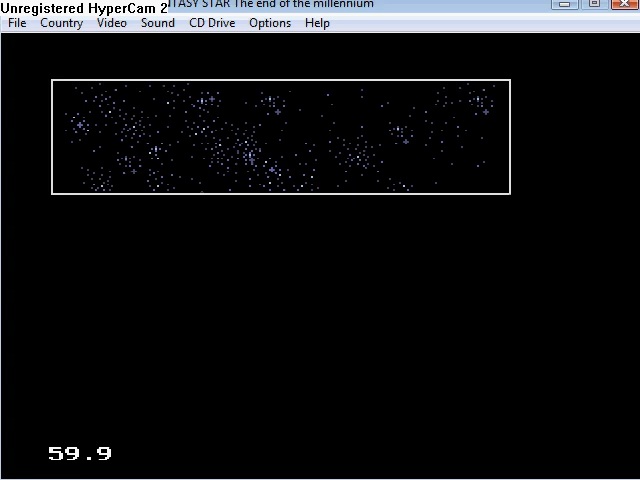 Unregistered HyperCam 2
TASY STAR The end of the millennium
File Country Video Sound CD Drive Options Help
59.9